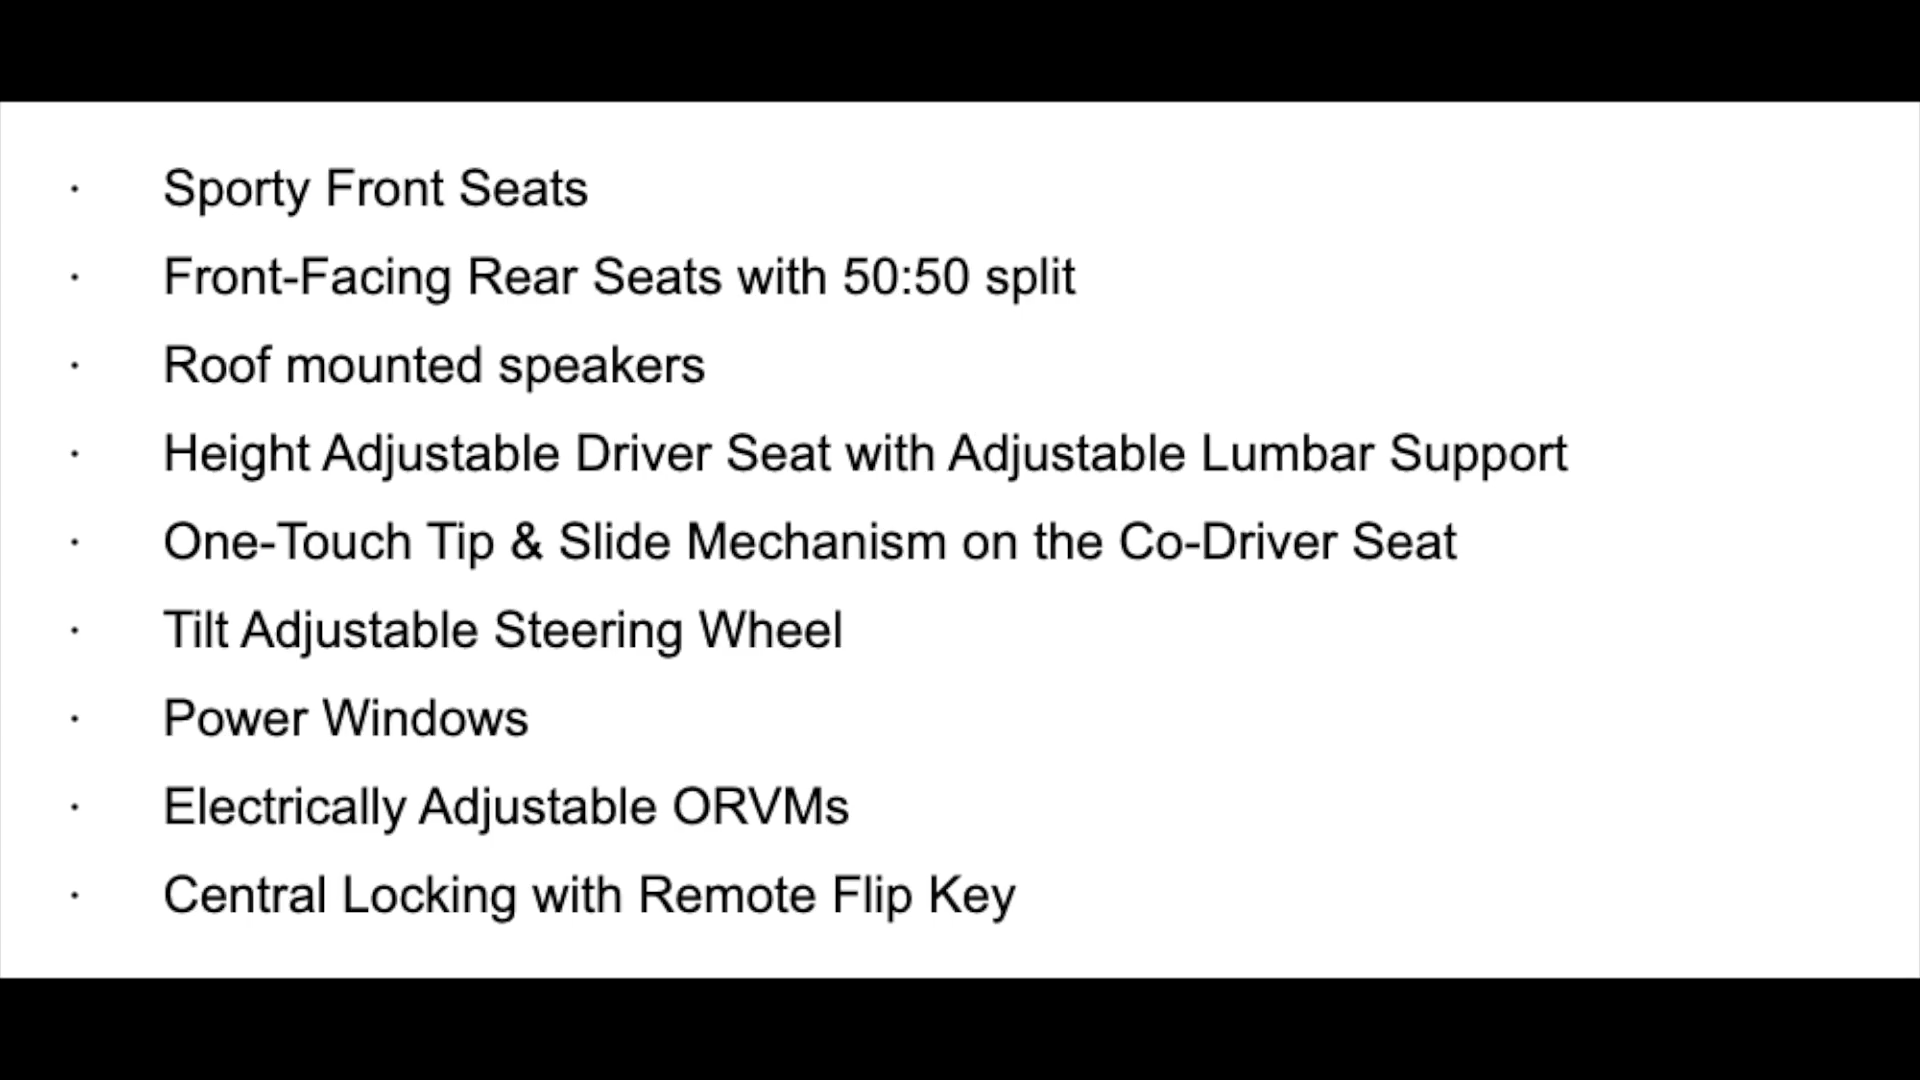 · Sporty Front Seats
· Front-Facing Rear Seats with 50:50 split
· Roof mounted speakers
· Height Adjustable Driver Seat with Adjustable Lumbar Support
· One-Touch Tip & Slide Mechanism on the Co-Driver Seat
· Tilt Adjustable Steering Wheel
· Power Windows
· Electrically Adjustable ORVMs
· Central Locking with Remote Flip Key